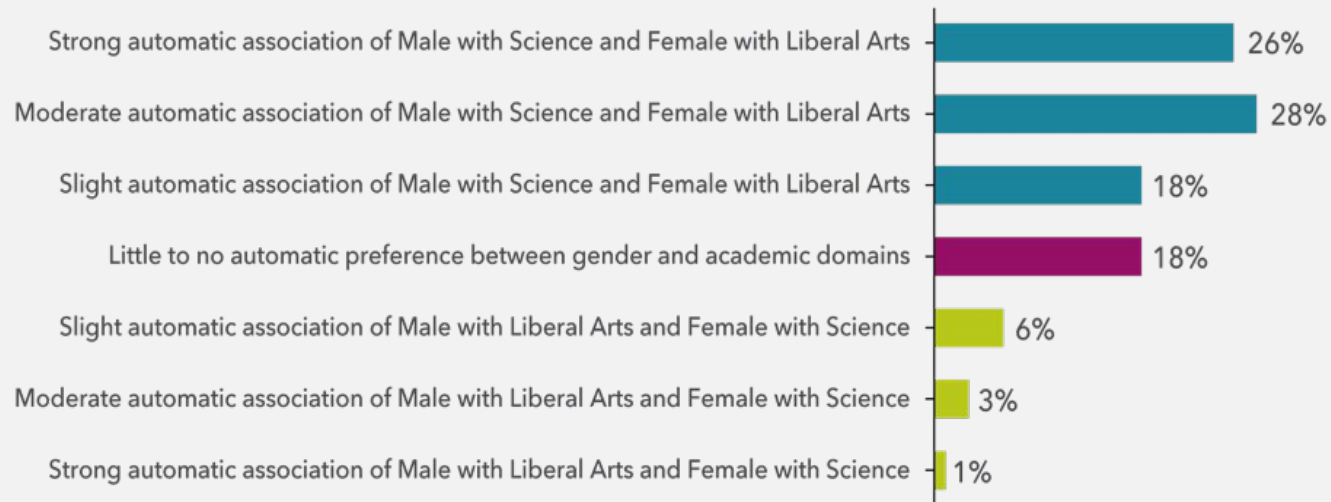 Strong automatic association of Male with Science and Female with Liberal Arts 26%
Moderate automatic association of Male with Science and Female with Liberal Arts 28%
Slight automatic association of Male with Science and Female with Liberal Arts 18%
Little to no automatic preference between gender and academic domains 18%
Slight automatic association of Male with Liberal Arts and Female with Science 6%
Moderate automatic association of Male with Liberal Arts and Female with Science 3%
Strong automatic association of Male with Liberal Arts and Female with Science 1%